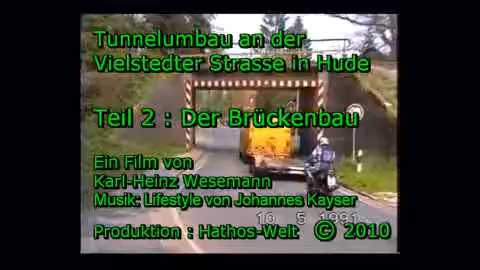 Tunnelumbau an der
Vielstedter Strasse in Hude
Teil 2 : Der Brückenbau
Ein Film von
Karl-Heinz Wesemann
Musik: Lifestyle von Johannes Kayser
10. 5. 1991
Produktion : Hathos-Welt © 2010